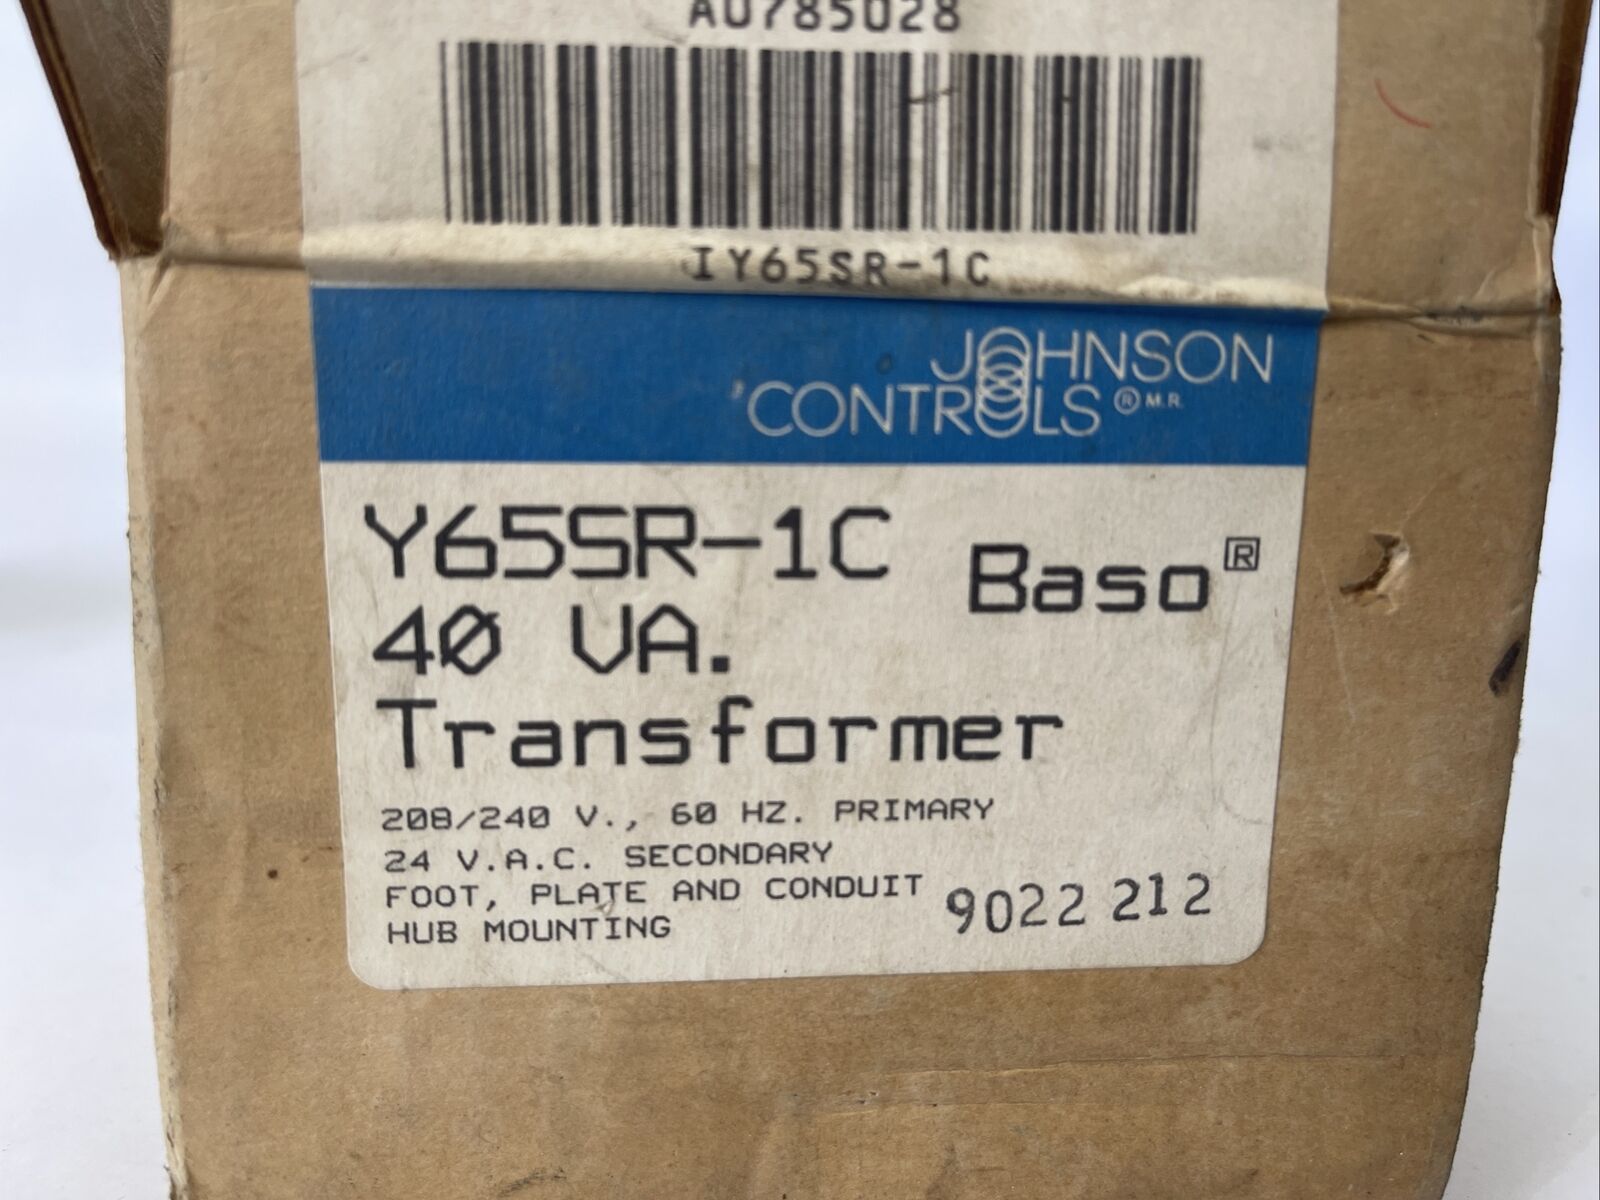 A0785028
IY65SR-1C
JOHNSON
CONTROLS ® M.R.
Y65SR-1C Baso®
40 VA.
Transformer
208/240 V., 60 HZ. PRIMARY
24 V.A.C. SECONDARY
FOOT, PLATE AND CONDUIT
HUB MOUNTING
9022 212